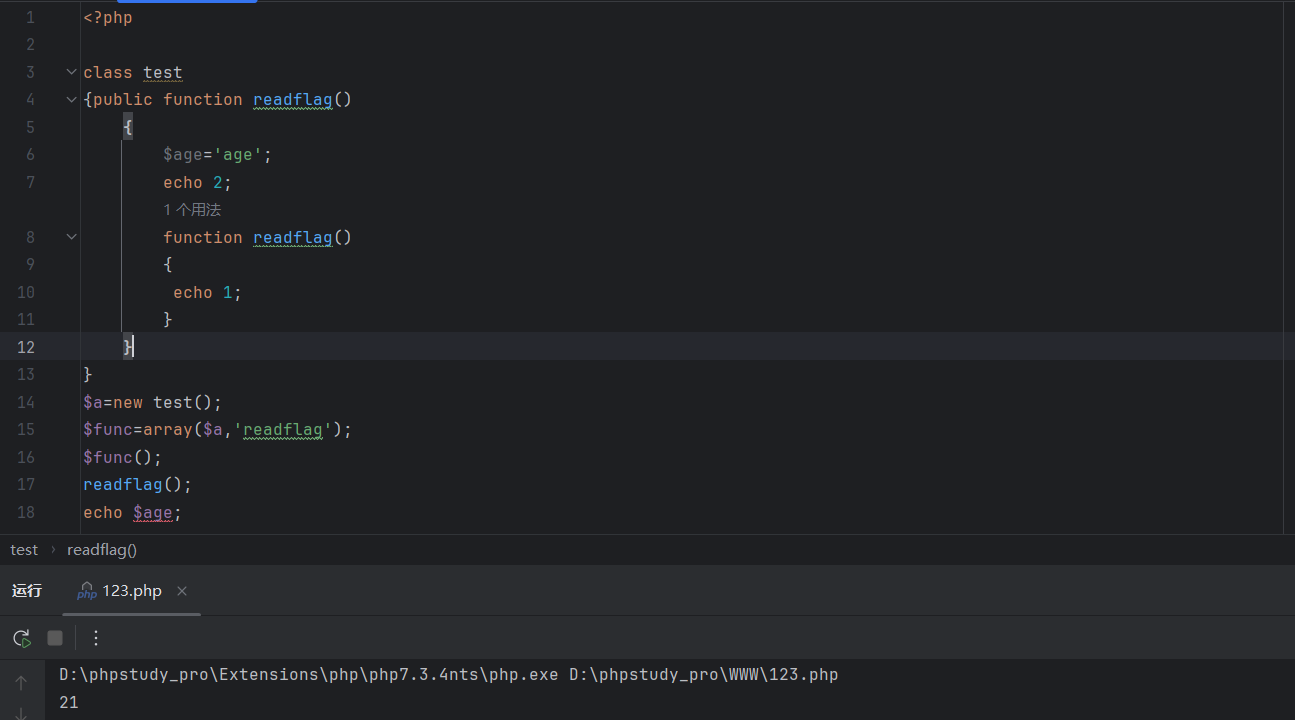 1 <?php
2
3 class test
4 {public function readflag()
5 {
6 $age='age';
7 echo 2;
1 个用法
8 function readflag()
9 {
10 echo 1;
11 }
12 }
13 }
14 $a=new test();
15 $func=array($a,'readflag');
16 $func();
17 readflag();
18 echo $age;
test › readflag()
运行 php 123.php ×
D:\phpstudy_pro\Extensions\php\php7.3.4nts\php.exe D:\phpstudy_pro\WWW\123.php
21